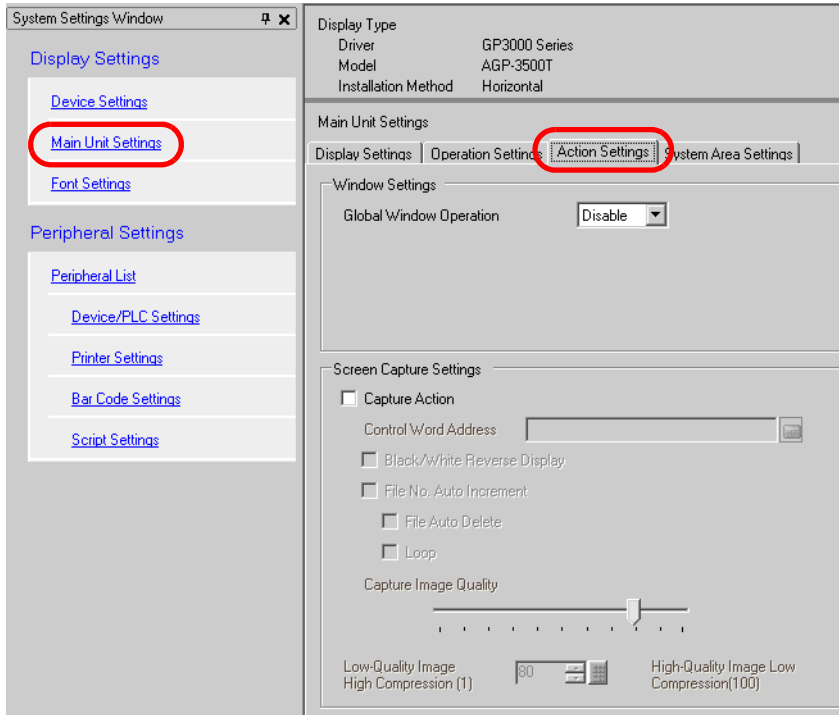 System Settings Window
Display Settings
Device Settings
Main Unit Settings
Font Settings
Peripheral Settings
Peripheral List
Device/PLC Settings
Printer Settings
Bar Code Settings
Script Settings
Display Type
Driver GP3000 Series
Model AGP-3500T
Installation Method Horizontal
Main Unit Settings
Display Settings Operation Settings Action Settings System Area Settings
Window Settings
Global Window Operation Disable
Screen Capture Settings
Capture Action
Control Word Address
Black/White Reverse Display
File No. Auto Increment
File Auto Delete
Loop
Capture Image Quality
Low-Quality Image
High Compression (1)
80
High-Quality Image Low
Compression(100)